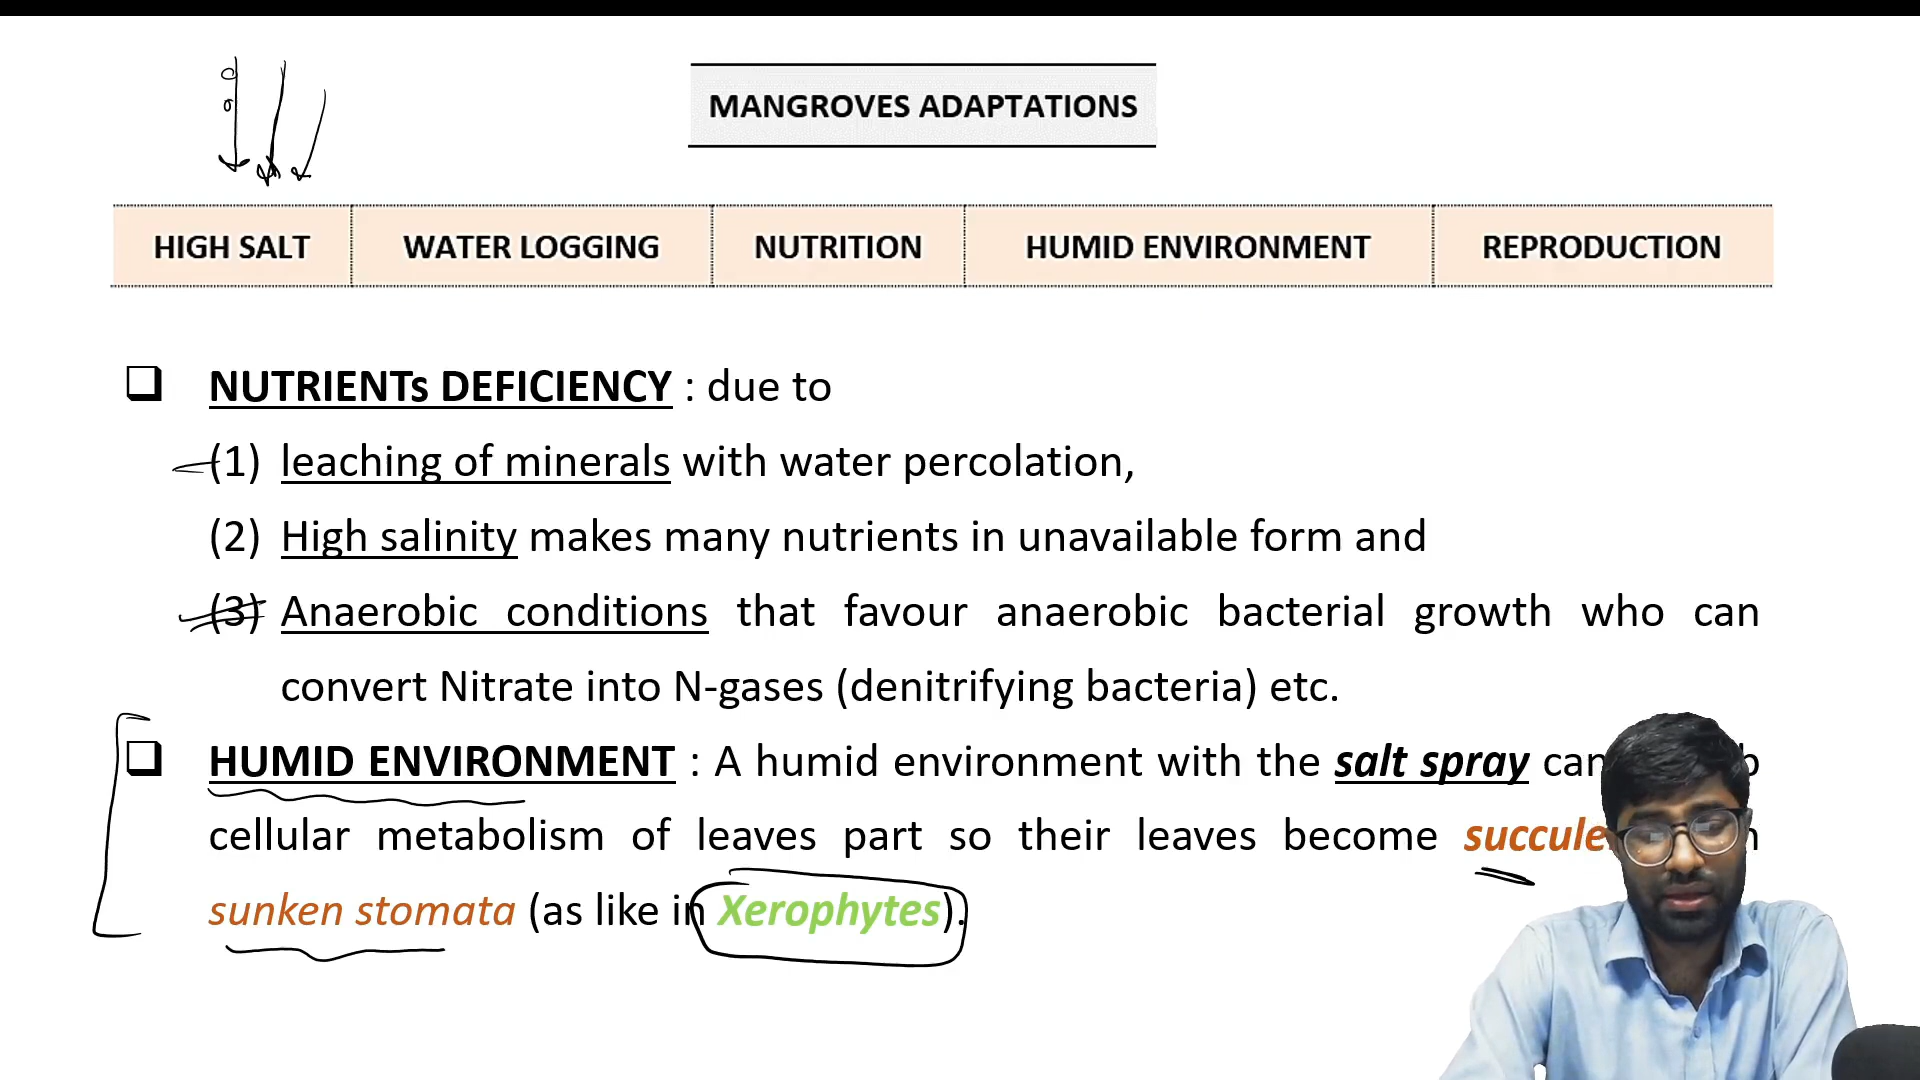 MANGROVES ADAPTATIONS
HIGH SALT WATER LOGGING NUTRITION HUMID ENVIRONMENT REPRODUCTION
NUTRIENTs DEFICIENCY : due to
(1) leaching of minerals with water percolation,
(2) High salinity makes many nutrients in unavailable form and
(3) Anaerobic conditions that favour anaerobic bacterial growth who can
convert Nitrate into N-gases (denitrifying bacteria) etc.
HUMID ENVIRONMENT : A humid environment with the salt spray can
cellular metabolism of leaves part so their leaves become
sunken stomata (as like in Xerophytes).